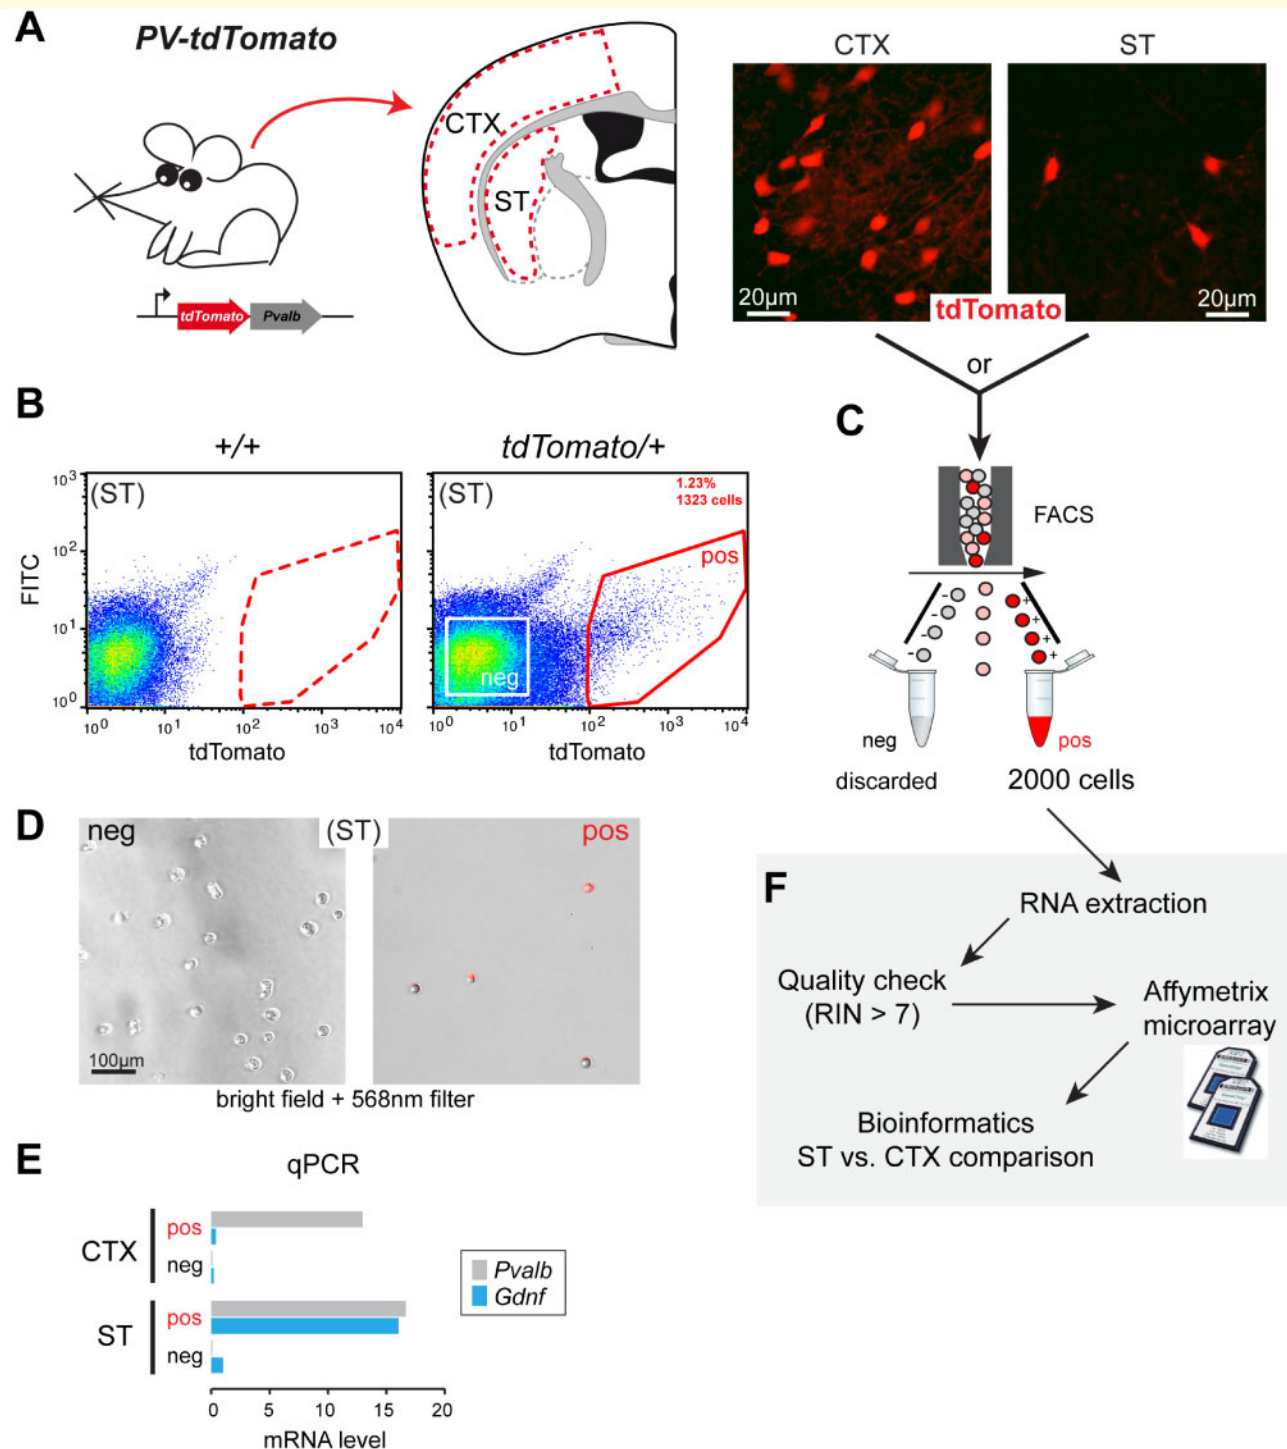 A
PV-tdTomato
CTX
ST
tdTomato
Pvalb
CTX
ST
20µm
tdTomato
20µm
or
B
+/+
tdTomato/+
(ST)
(ST)
1.23%
1323 cells
pos
neg
FITC
10³
10²
10¹
10⁰
10⁰ 10¹ 10² 10³ 10⁴
tdTomato
10⁰ 10¹ 10² 10³ 10⁴
tdTomato
C
FACS
- - - -
+ + + +
neg
pos
discarded
2000 cells
D
neg
(ST)
pos
100µm
bright field + 568nm filter
E
qPCR
CTX
pos
neg
ST
pos
neg
Pvalb
Gdnf
0 5 10 15 20
mRNA level
F
RNA extraction
Quality check
(RIN > 7)
Affymetrix
microarray
Bioinformatics
ST vs. CTX comparison